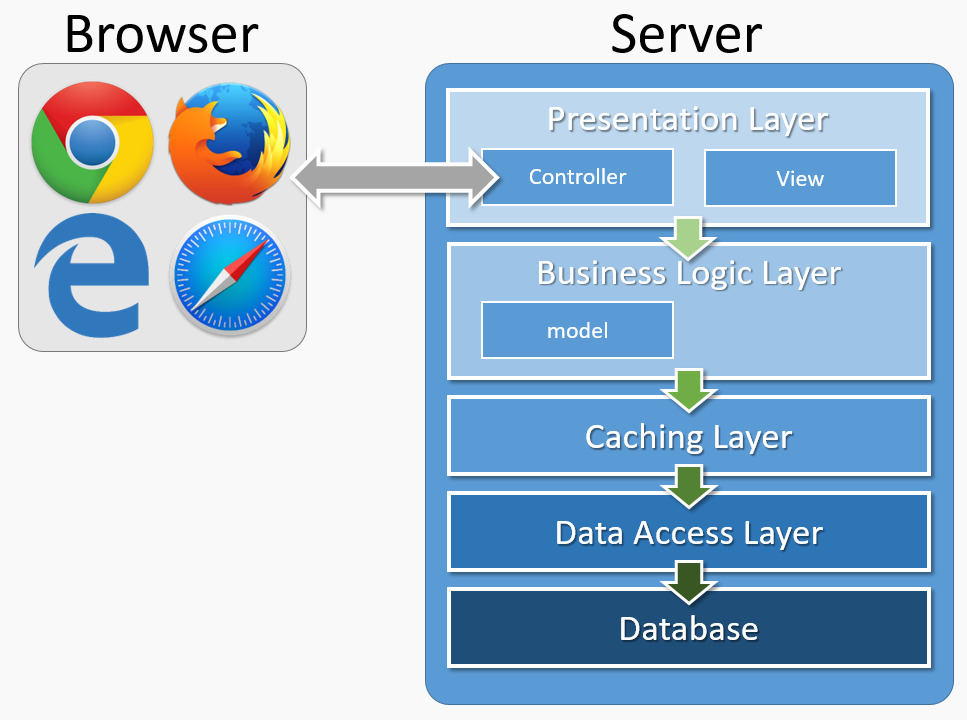 Browser
Server
Presentation Layer
Controller
View
Business Logic Layer
model
Caching Layer
Data Access Layer
Database